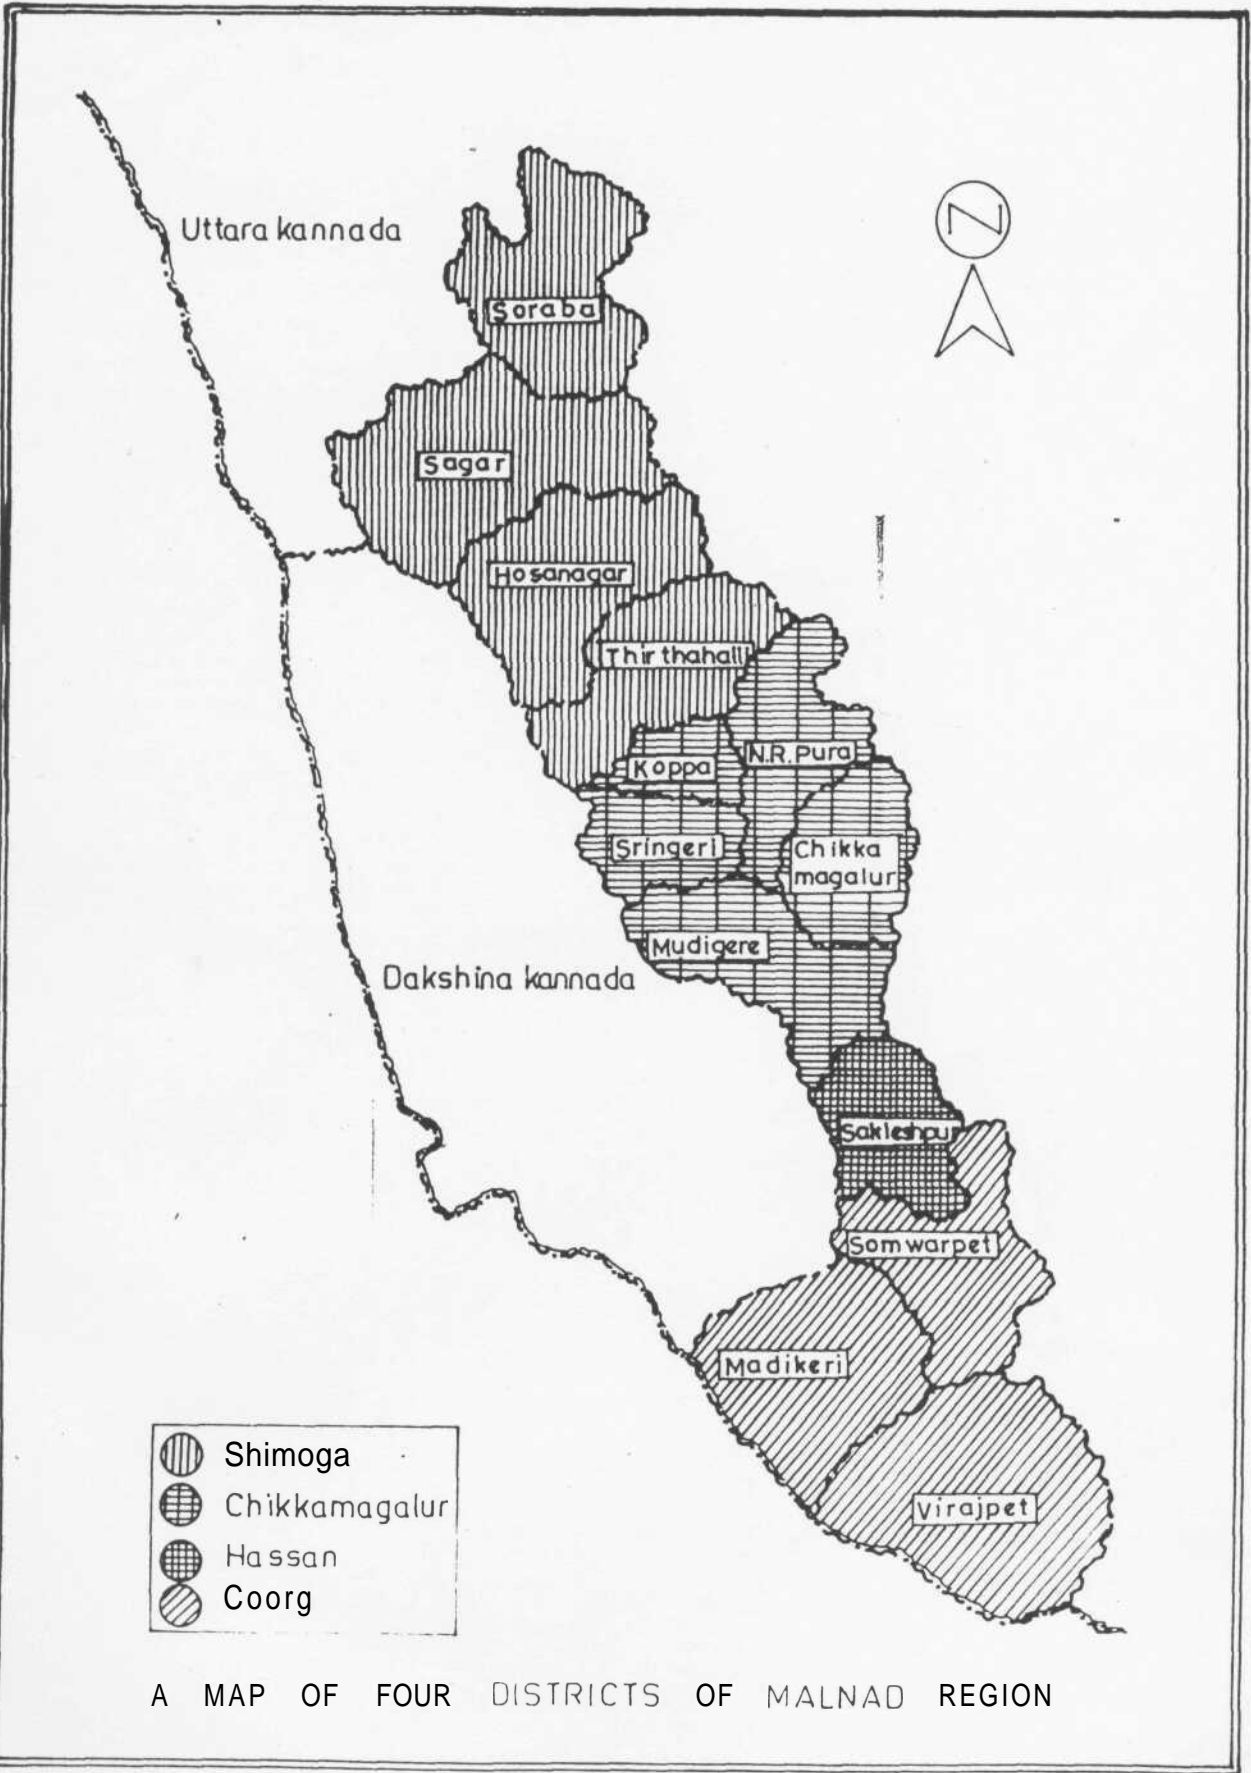 Uttara kannada
N
Soraba
Sagar
Hosanagar
Thirthahalli
N.R.Pura
Koppa
Sringeri
Chikka
magalur
Mudigere
Dakshina kannada
Sakleshpur
Somwarpet
Madikeri
Virajpet
Shimoga
Chikkamagalur
Hassan
Coorg
A MAP OF FOUR DISTRICTS OF MALNAD REGION